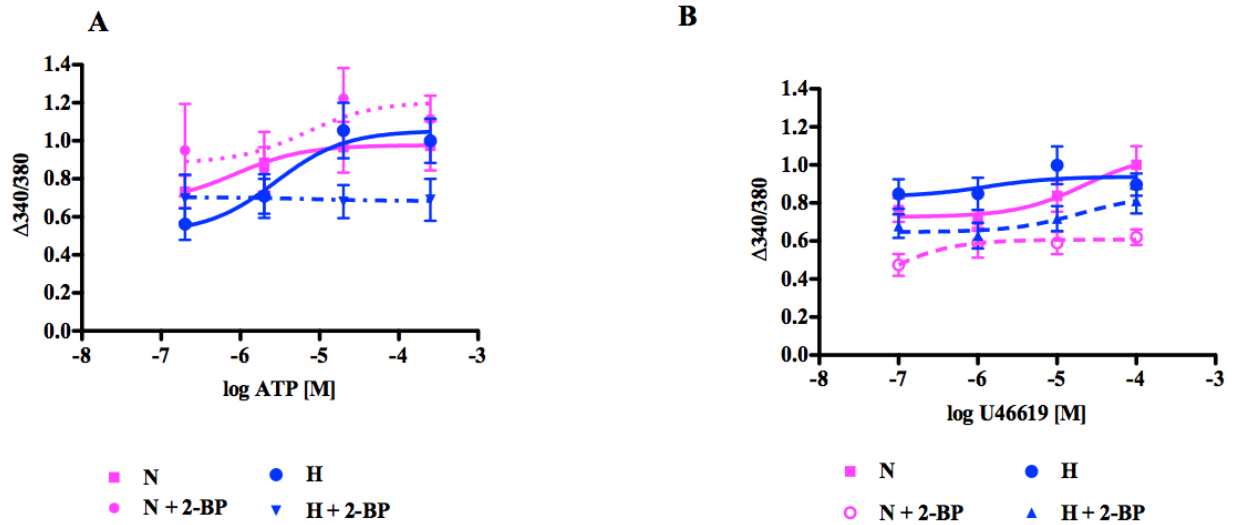 A
Δ340/380
1.4
1.2
1.0
0.8
0.6
0.4
0.2
0.0
-8 -7 -6 -5 -4 -3
log ATP [M]
N
H
N + 2-BP
H + 2-BP
B
Δ340/380
1.4
1.2
1.0
0.8
0.6
0.4
0.2
0.0
-8 -7 -6 -5 -4 -3
log U46619 [M]
N
H
N + 2-BP
H + 2-BP